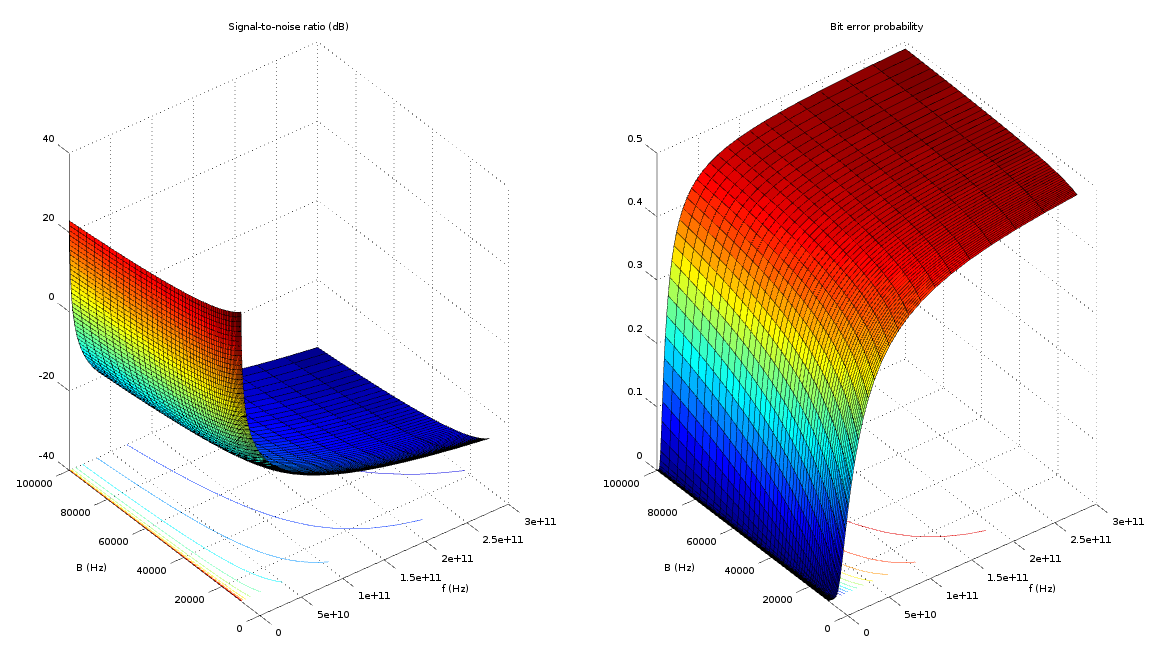 Signal-to-noise ratio (dB)
40
20
0
-20
-40
100000
80000
60000
40000
20000
0
B (Hz)
0
5e+10
1e+11
1.5e+11
2e+11
2.5e+11
3e+11
f (Hz)
Bit error probability
0.5
0.4
0.3
0.2
0.1
0
100000
80000
60000
40000
20000
0
B (Hz)
0
5e+10
1e+11
1.5e+11
2e+11
2.5e+11
3e+11
f (Hz)